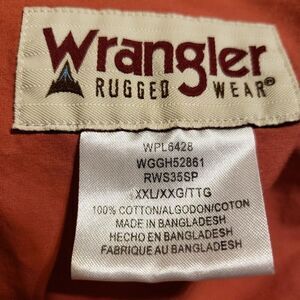 Wrangler
RUGGED WEAR®
WPL6428
WGGH52861
RWS35SP
XXL/XXG/TTG
100% COTTON/ALGODON/COTON
MADE IN BANGLADESH
HECHO EN BANGLADESH
FABRIQUE AU BANGLADESH